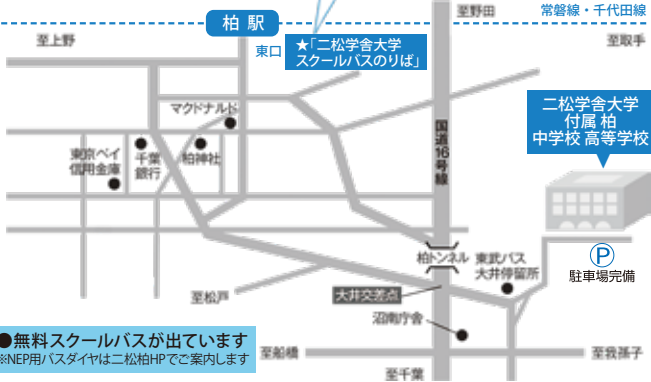 至野田
常磐線・千代田線
柏 駅
至上野
東口
★「二松学舎大学
スクールバスのりば」
至取手
マクドナルド
国道16号線
二松学舎大学
付属 柏
中学校 高等学校
東京ベイ
信用金庫
千葉
銀行
柏神社
柏トンネル
東武バス
大井停留所
P
駐車場完備
至松戸
大井交差点
沼南庁舎
●無料スクールバスが出ています
※NEP用バスダイヤは二松柏HPでご案内します
至船橋
至我孫子
至千葉